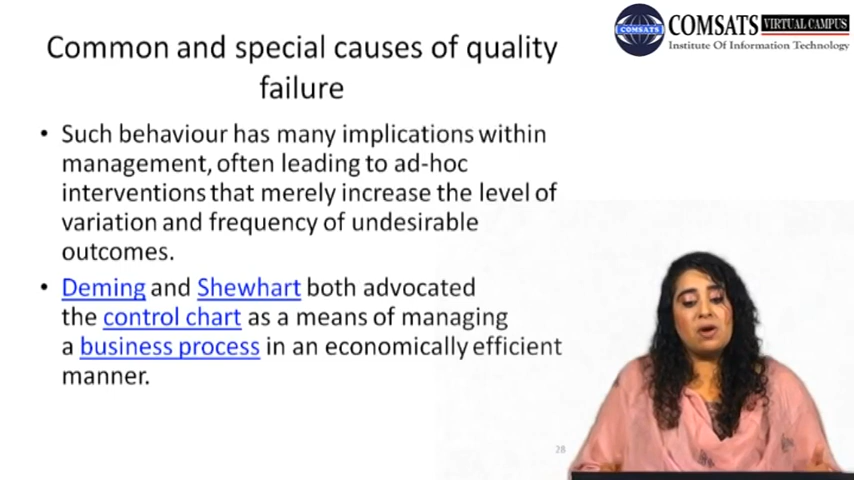 COMSATS
COMSATS VIRTUAL CAMPUS
Institute Of Information Technology
Common and special causes of quality
failure
• Such behaviour has many implications within
management, often leading to ad-hoc
interventions that merely increase the level of
variation and frequency of undesirable
outcomes.
• Deming and Shewhart both advocated
the control chart as a means of managing
a business process in an economically efficient
manner.
28